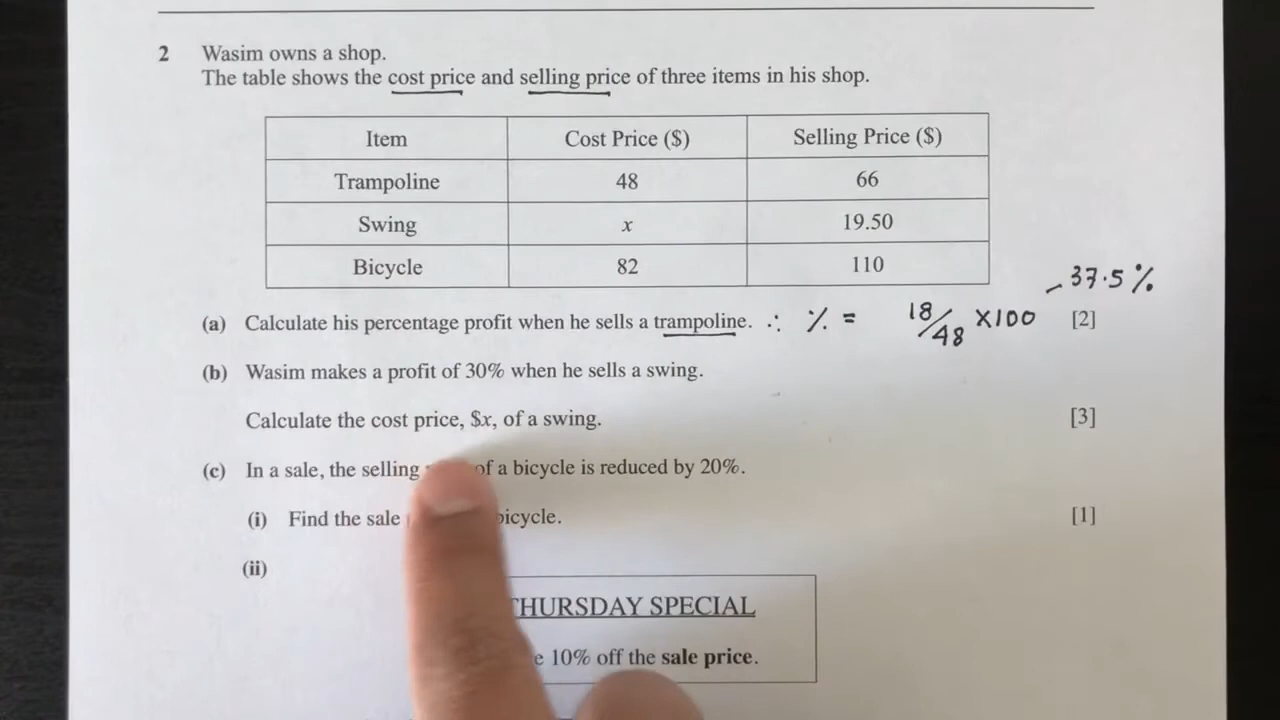 2 Wasim owns a shop.
The table shows the cost price and selling price of three items in his shop.
Item Cost Price ($) Selling Price ($)
Trampoline 48 66
Swing x 19.50
Bicycle 82 110
37.5%
(a) Calculate his percentage profit when he sells a trampoline. ∴ % = 18/48 X100 [2]
(b) Wasim makes a profit of 30% when he sells a swing.
Calculate the cost price, $x, of a swing. [3]
(c) In a sale, the selling of a bicycle is reduced by 20%.
(i) Find the sale bicycle. [1]
(ii)
THURSDAY SPECIAL
10% off the sale price.